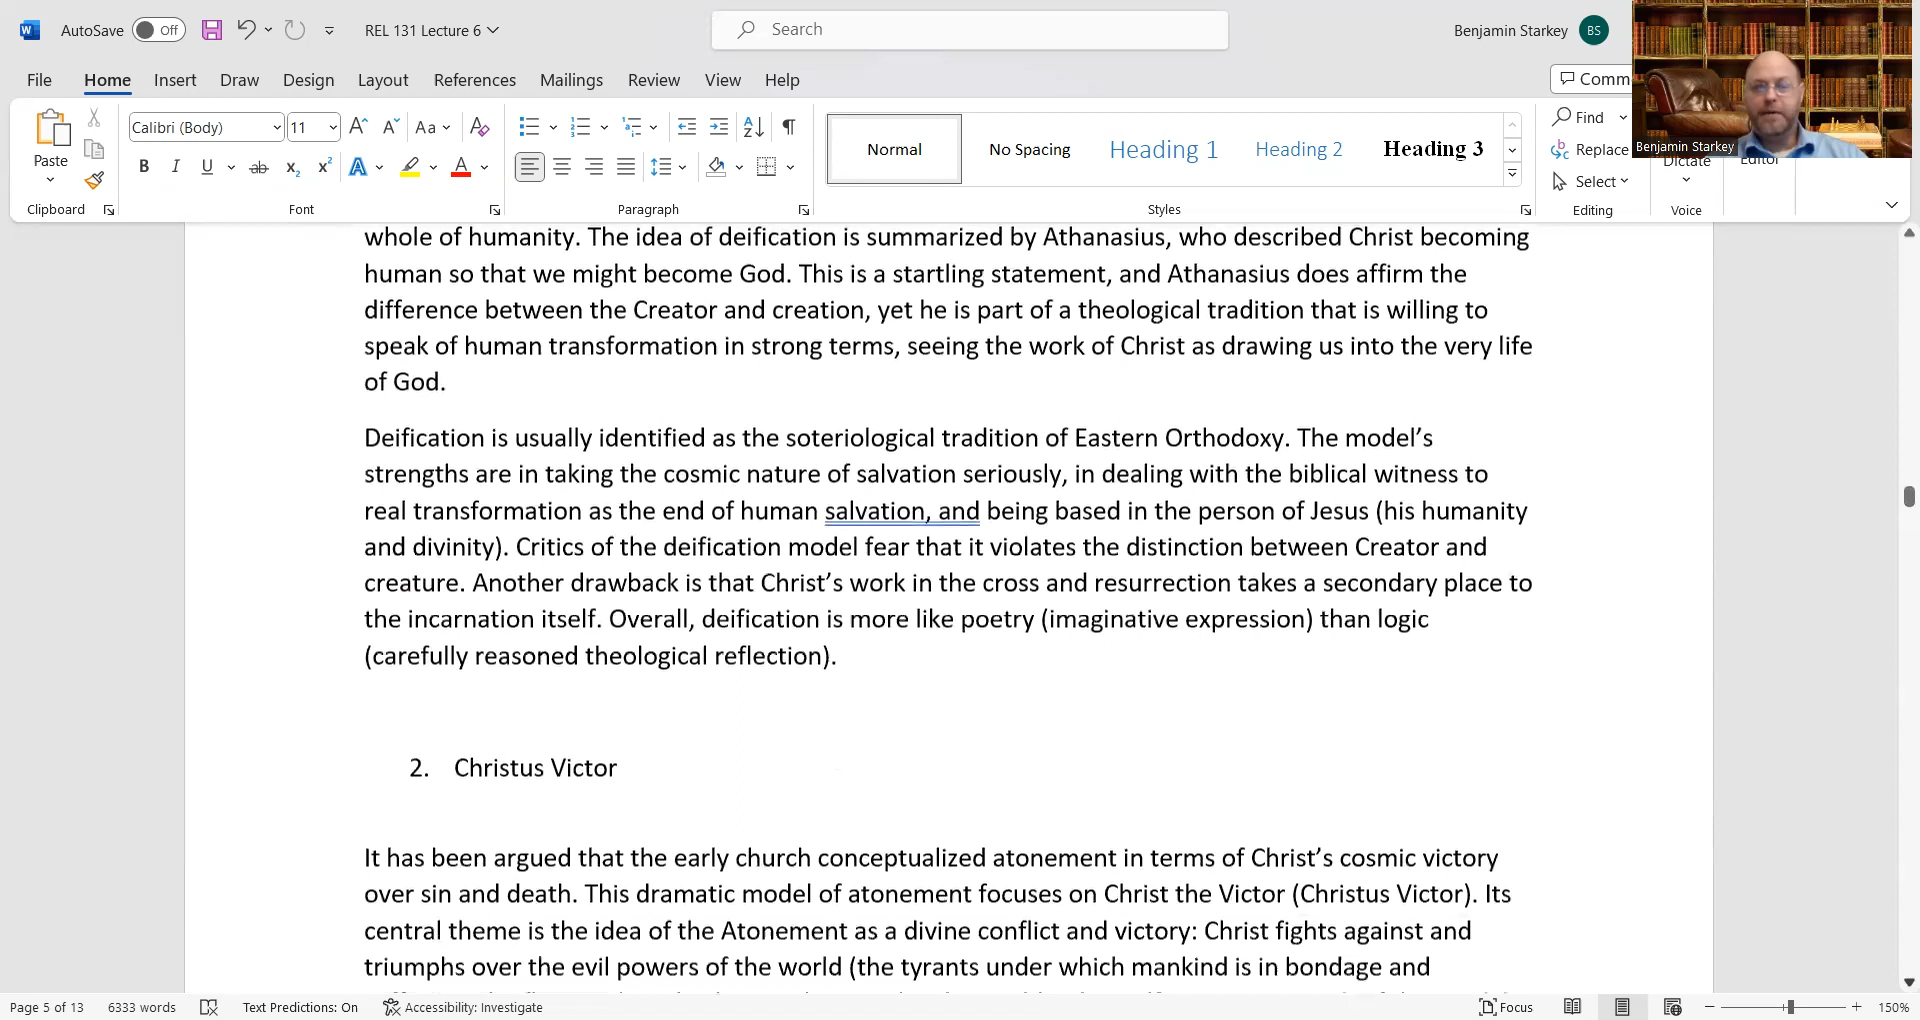 AutoSave Off REL 131 Lecture 6 Search Benjamin Starkey BS
File Home Insert Draw Design Layout References Mailings Review View Help Comm
Paste
Clipboard
Calibri (Body) 11 Aa
Font
Paragraph
Normal No Spacing Heading 1 Heading 2 Heading 3
Styles
Find
Replace
Select
Editing
Dictate
Voice
Editor
Benjamin Starkey
whole of humanity. The idea of deification is summarized by Athanasius, who described Christ becoming
human so that we might become God. This is a startling statement, and Athanasius does affirm the
difference between the Creator and creation, yet he is part of a theological tradition that is willing to
speak of human transformation in strong terms, seeing the work of Christ as drawing us into the very life
of God.
Deification is usually identified as the soteriological tradition of Eastern Orthodoxy. The model’s
strengths are in taking the cosmic nature of salvation seriously, in dealing with the biblical witness to
real transformation as the end of human salvation, and being based in the person of Jesus (his humanity
and divinity). Critics of the deification model fear that it violates the distinction between Creator and
creature. Another drawback is that Christ’s work in the cross and resurrection takes a secondary place to
the incarnation itself. Overall, deification is more like poetry (imaginative expression) than logic
(carefully reasoned theological reflection).
2. Christus Victor
It has been argued that the early church conceptualized atonement in terms of Christ’s cosmic victory
over sin and death. This dramatic model of atonement focuses on Christ the Victor (Christus Victor). Its
central theme is the idea of the Atonement as a divine conflict and victory: Christ fights against and
triumphs over the evil powers of the world (the tyrants under which mankind is in bondage and
Page 5 of 13 6333 words Text Predictions: On Accessibility: Investigate Focus 150%